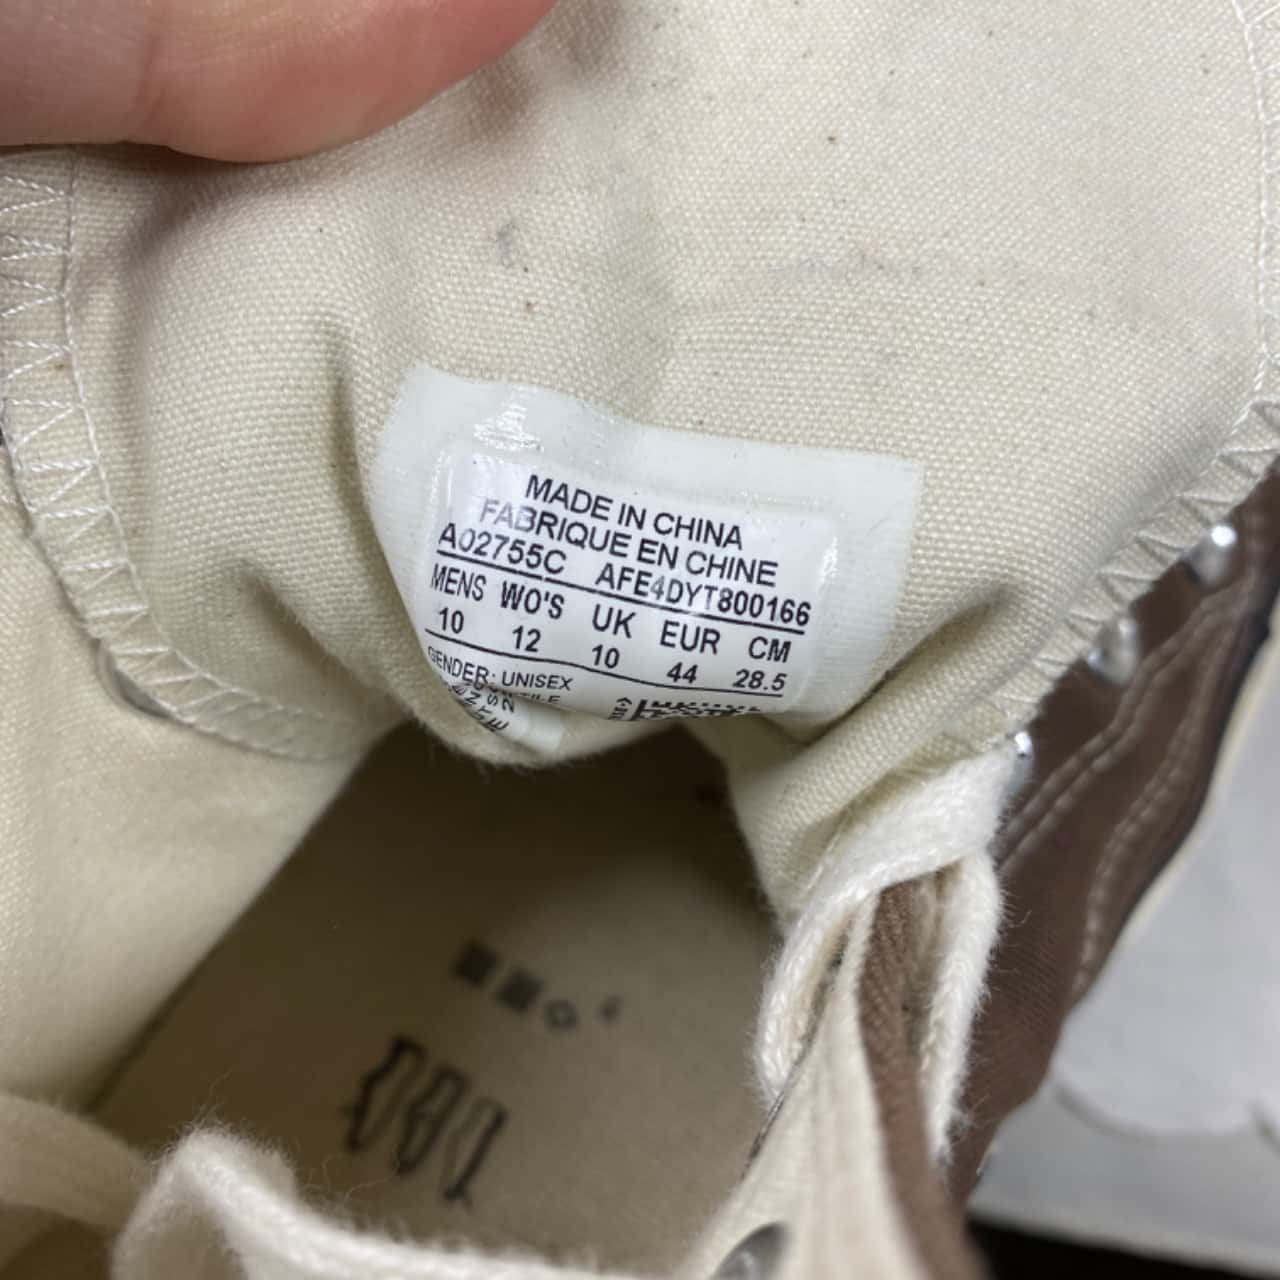 MADE IN CHINA
FABRIQUE EN CHINE
A02755C AFE4DYT800166
MENS WO'S UK EUR CM
10 12 10 44 28.5
GENDER: UNISEX